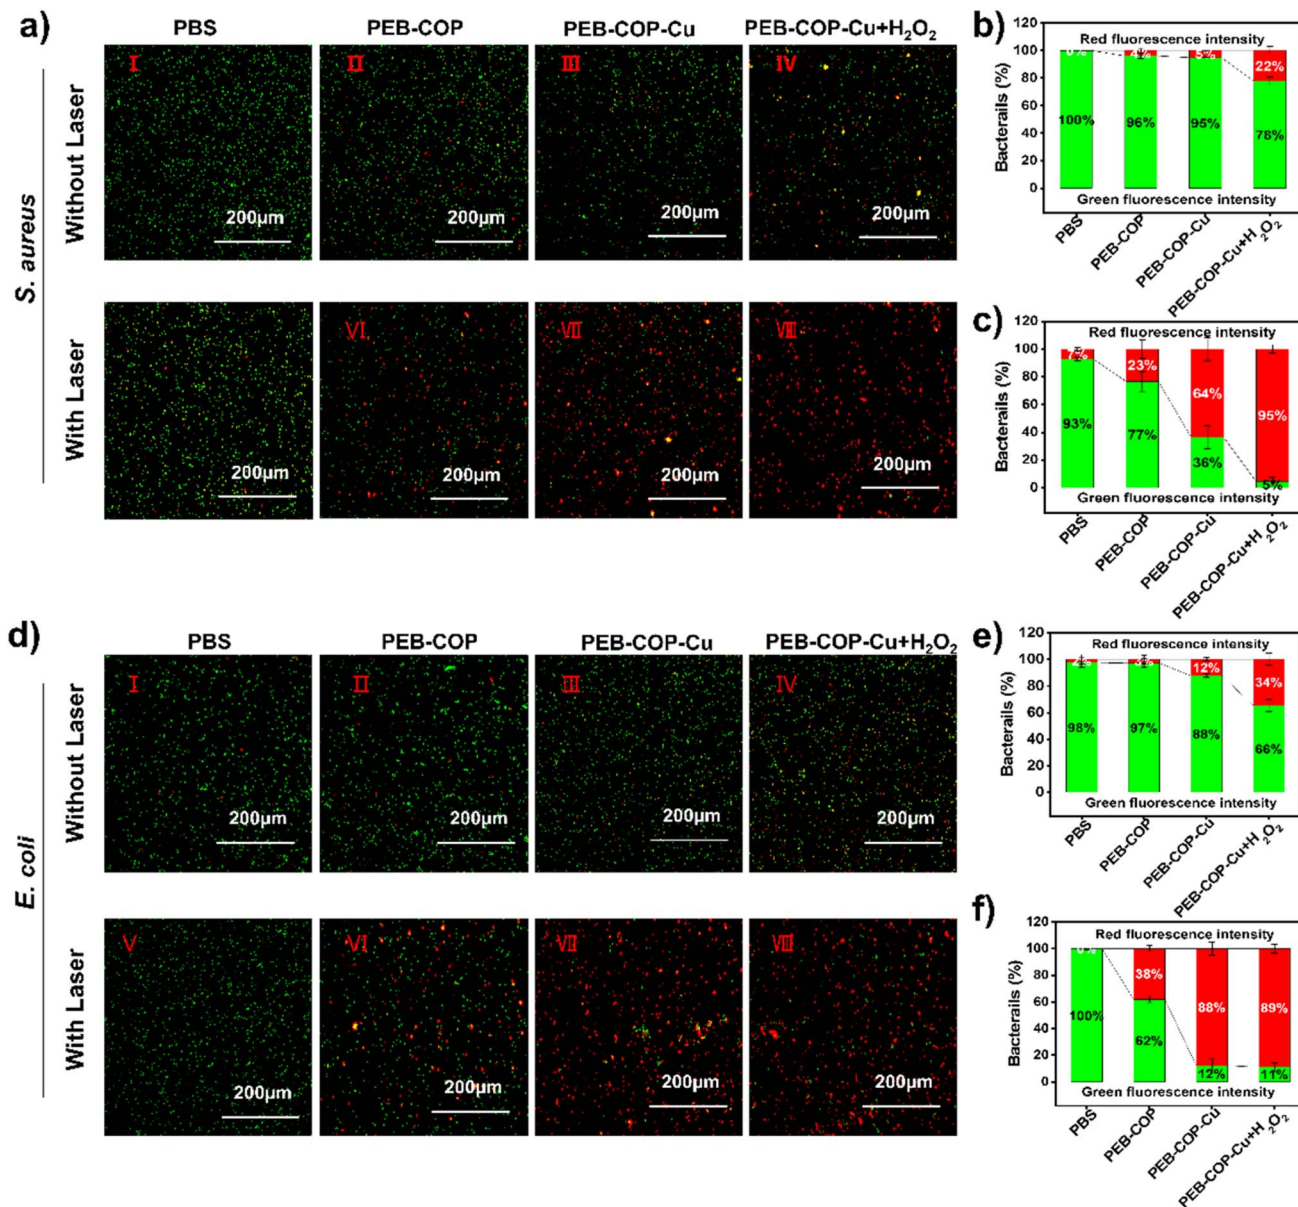 a)
PBS PEB-COP PEB-COP-Cu PEB-COP-Cu+H₂O₂
S. aureus
Without Laser
I II III IV
200μm 200μm 200μm 200μm
With Laser
VI VII VIII
200μm 200μm 200μm 200μm
b)
Bacterails (%)
120
100
80
60
40
20
0
Red fluorescence intensity
0% 4% 5% 22%
100% 96% 95% 78%
Green fluorescence intensity
PBS PEB-COP PEB-COP-Cu PEB-COP-Cu+H₂O₂
c)
Bacterails (%)
120
100
80
60
40
20
0
Red fluorescence intensity
7% 23% 64% 95%
93% 77% 36% 5%
Green fluorescence intensity
PBS PEB-COP PEB-COP-Cu PEB-COP-Cu+H₂O₂
d)
PBS PEB-COP PEB-COP-Cu PEB-COP-Cu+H₂O₂
E. coli
Without Laser
I II III IV
200μm 200μm 200μm 200μm
With Laser
V VI VII VIII
200μm 200μm 200μm 200μm
e)
Bacterails (%)
120
100
80
60
40
20
0
Red fluorescence intensity
2% 3% 12% 34%
98% 97% 88% 66%
Green fluorescence intensity
PBS PEB-COP PEB-COP-Cu PEB-COP-Cu+H₂O₂
f)
Bacterails (%)
120
100
80
60
40
20
0
Red fluorescence intensity
0% 38% 88% 89%
100% 62% 12% 11%
Green fluorescence intensity
PBS PEB-COP PEB-COP-Cu PEB-COP-Cu+H₂O₂